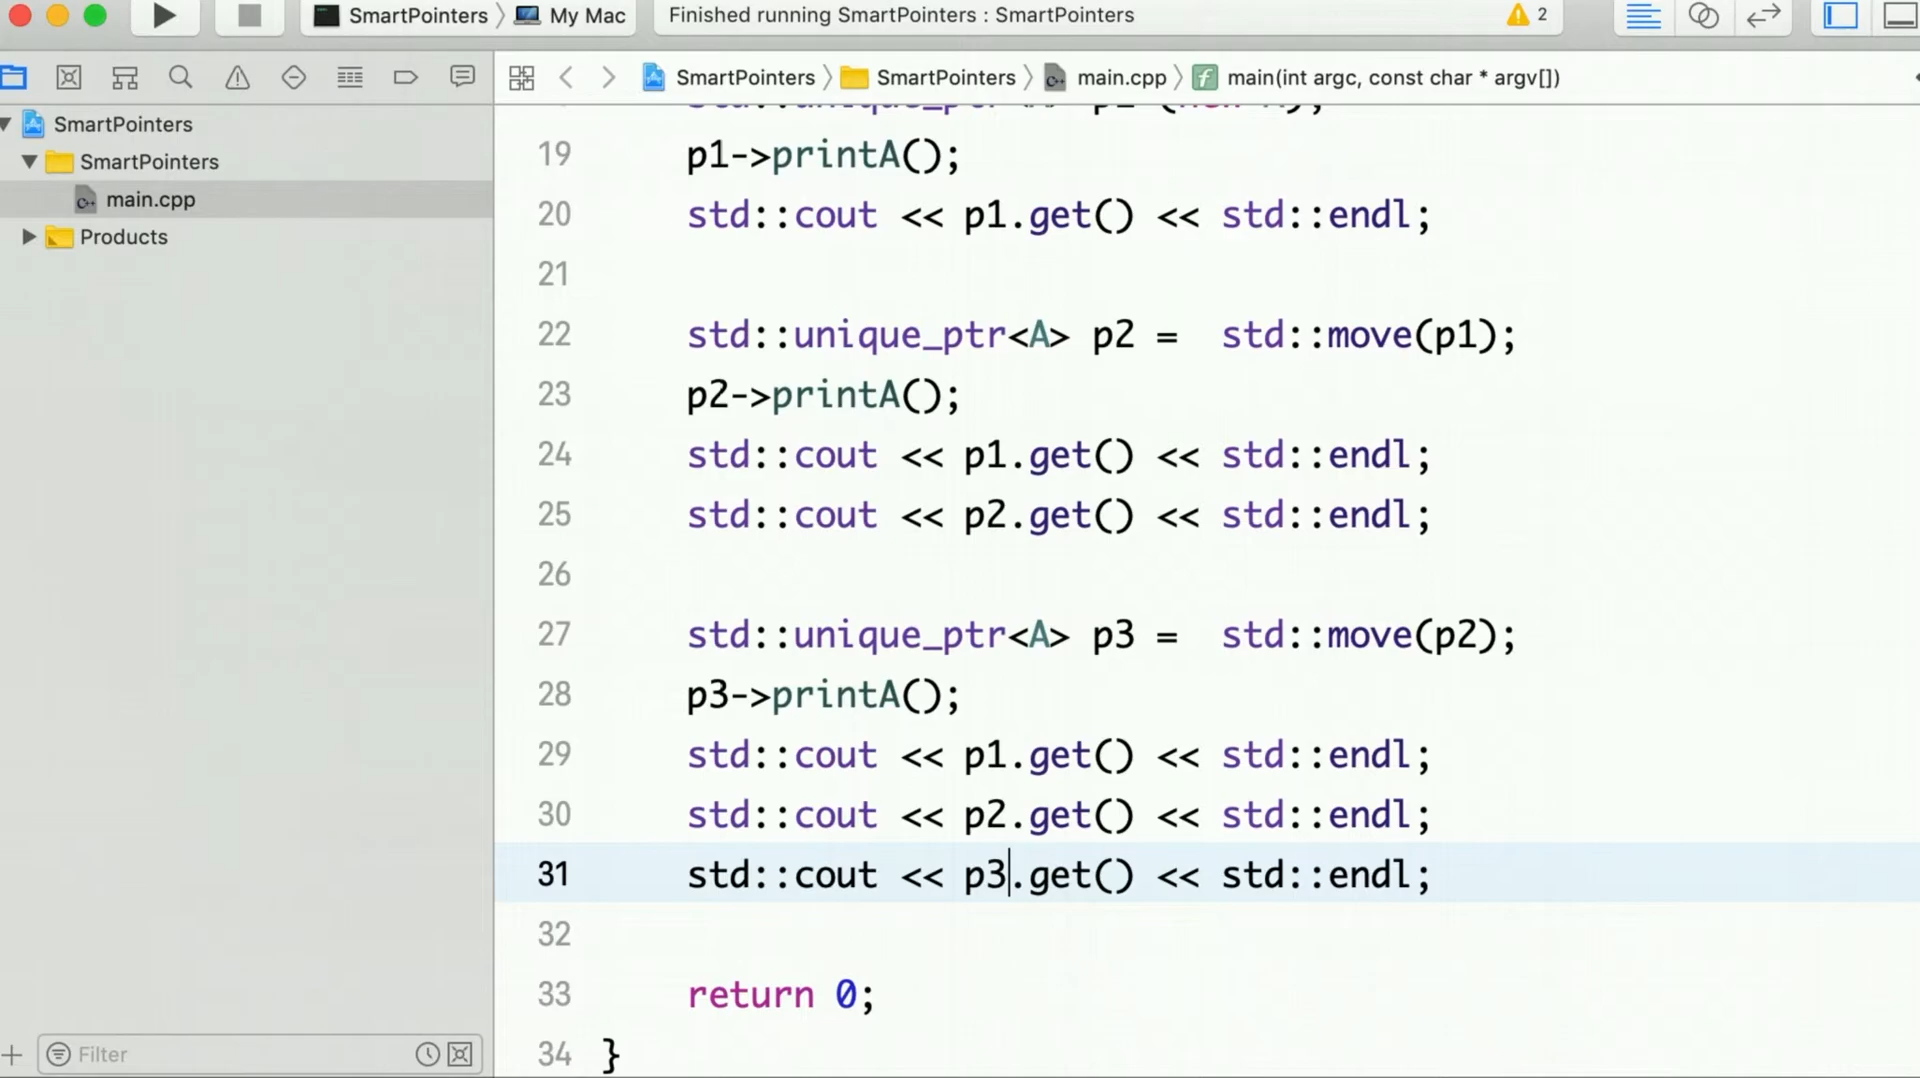 SmartPointers My Mac Finished running SmartPointers : SmartPointers 2
SmartPointers SmartPointers main.cpp main(int argc, const char * argv[])
SmartPointers
SmartPointers
main.cpp
Products
19 p1->printA();
20 std::cout << p1.get() << std::endl;
21
22 std::unique_ptr<A> p2 =  std::move(p1);
23 p2->printA();
24 std::cout << p1.get() << std::endl;
25 std::cout << p2.get() << std::endl;
26
27 std::unique_ptr<A> p3 =  std::move(p2);
28 p3->printA();
29 std::cout << p1.get() << std::endl;
30 std::cout << p2.get() << std::endl;
31 std::cout << p3.get() << std::endl;
32
33 return 0;
34 }
Filter